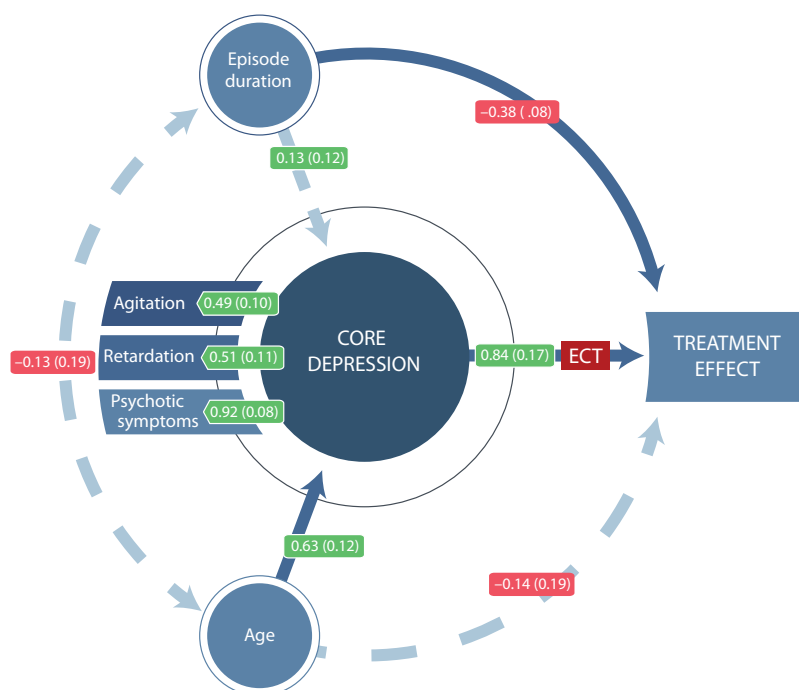 Episode
duration
−0.38 ( .08)
0.13 (0.12)
Agitation
0.49 (0.10)
Retardation
0.51 (0.11)
−0.13 (0.19)
Psychotic
symptoms
0.92 (0.08)
CORE
DEPRESSION
0.84 (0.17)
ECT
TREATMENT
EFFECT
0.63 (0.12)
−0.14 (0.19)
Age